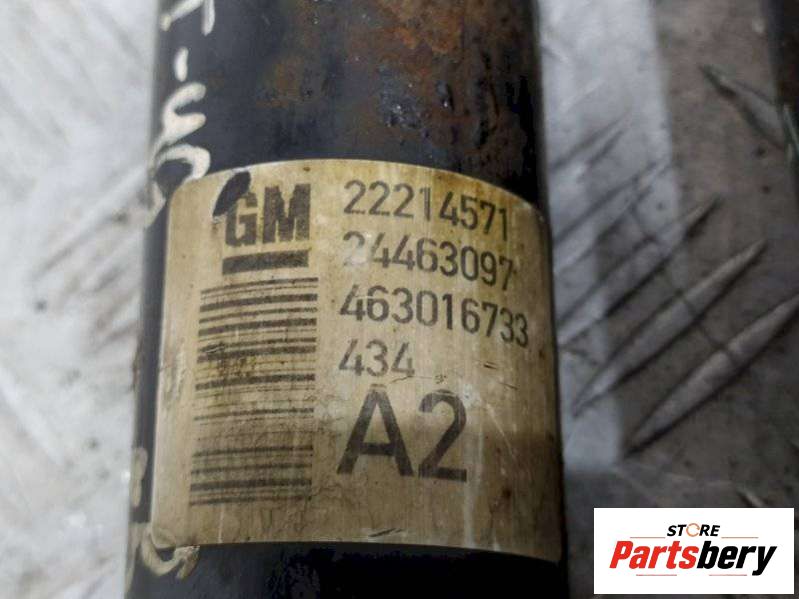 GM 22214571
24463097
463016733
434
A2
STORE
Partsbery